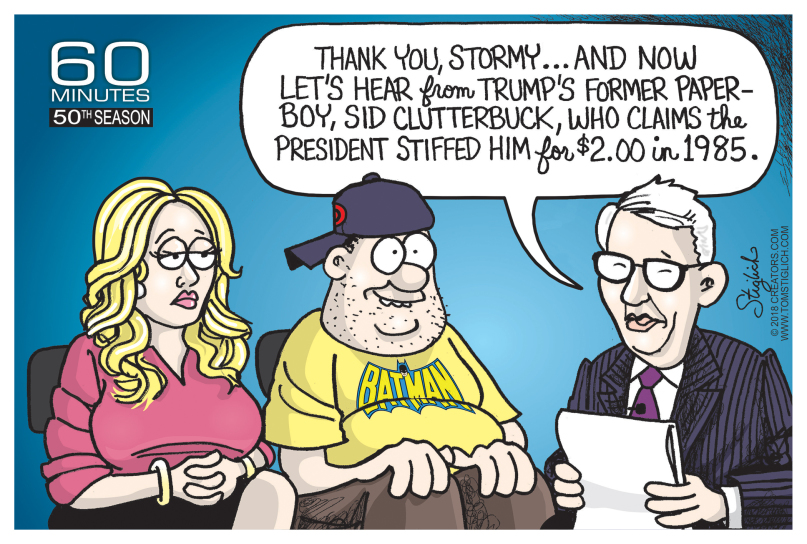 60
MINUTES
50TH SEASON
THANK YOU, STORMY...AND NOW
LET'S HEAR from TRUMP'S FORMER PAPER-
BOY, SID CLUTTERBUCK, WHO CLAIMS the
PRESIDENT STIFFED HIM for $2.00 in 1985.
BATMAN
Stiglich
© 2018 CREATORS.COM
WWW.TOMSTIGLICH.COM